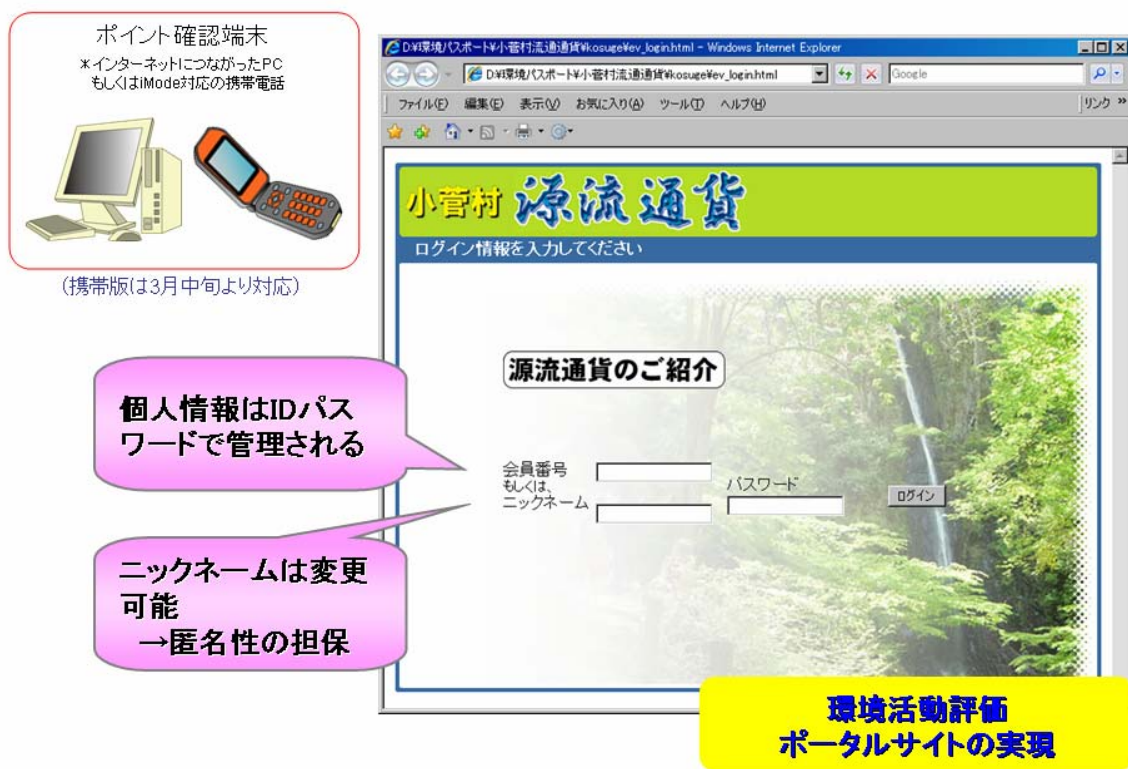 ポイント確認端末
*インターネットにつながったPC
もしくはiMode対応の携帯電話
(携帯版は3月中旬より対応)
D:¥環境パスポート¥小菅村流通通貨¥kosuge¥ev_login.html - Windows Internet Explorer
D:¥環境パスポート¥小菅村流通通貨¥kosuge¥ev_login.html
Google
ファイル(F) 編集(E) 表示(V) お気に入り(A) ツール(T) ヘルプ(H)
リンク »
小菅村 源流通貨
ログイン情報を入力してください
源流通貨のご紹介
個人情報はIDパス
ワードで管理される
会員番号
もしくは、
ニックネーム
パスワード
ログイン
ニックネームは変更
可能
→匿名性の担保
環境活動評価
ポータルサイトの実現